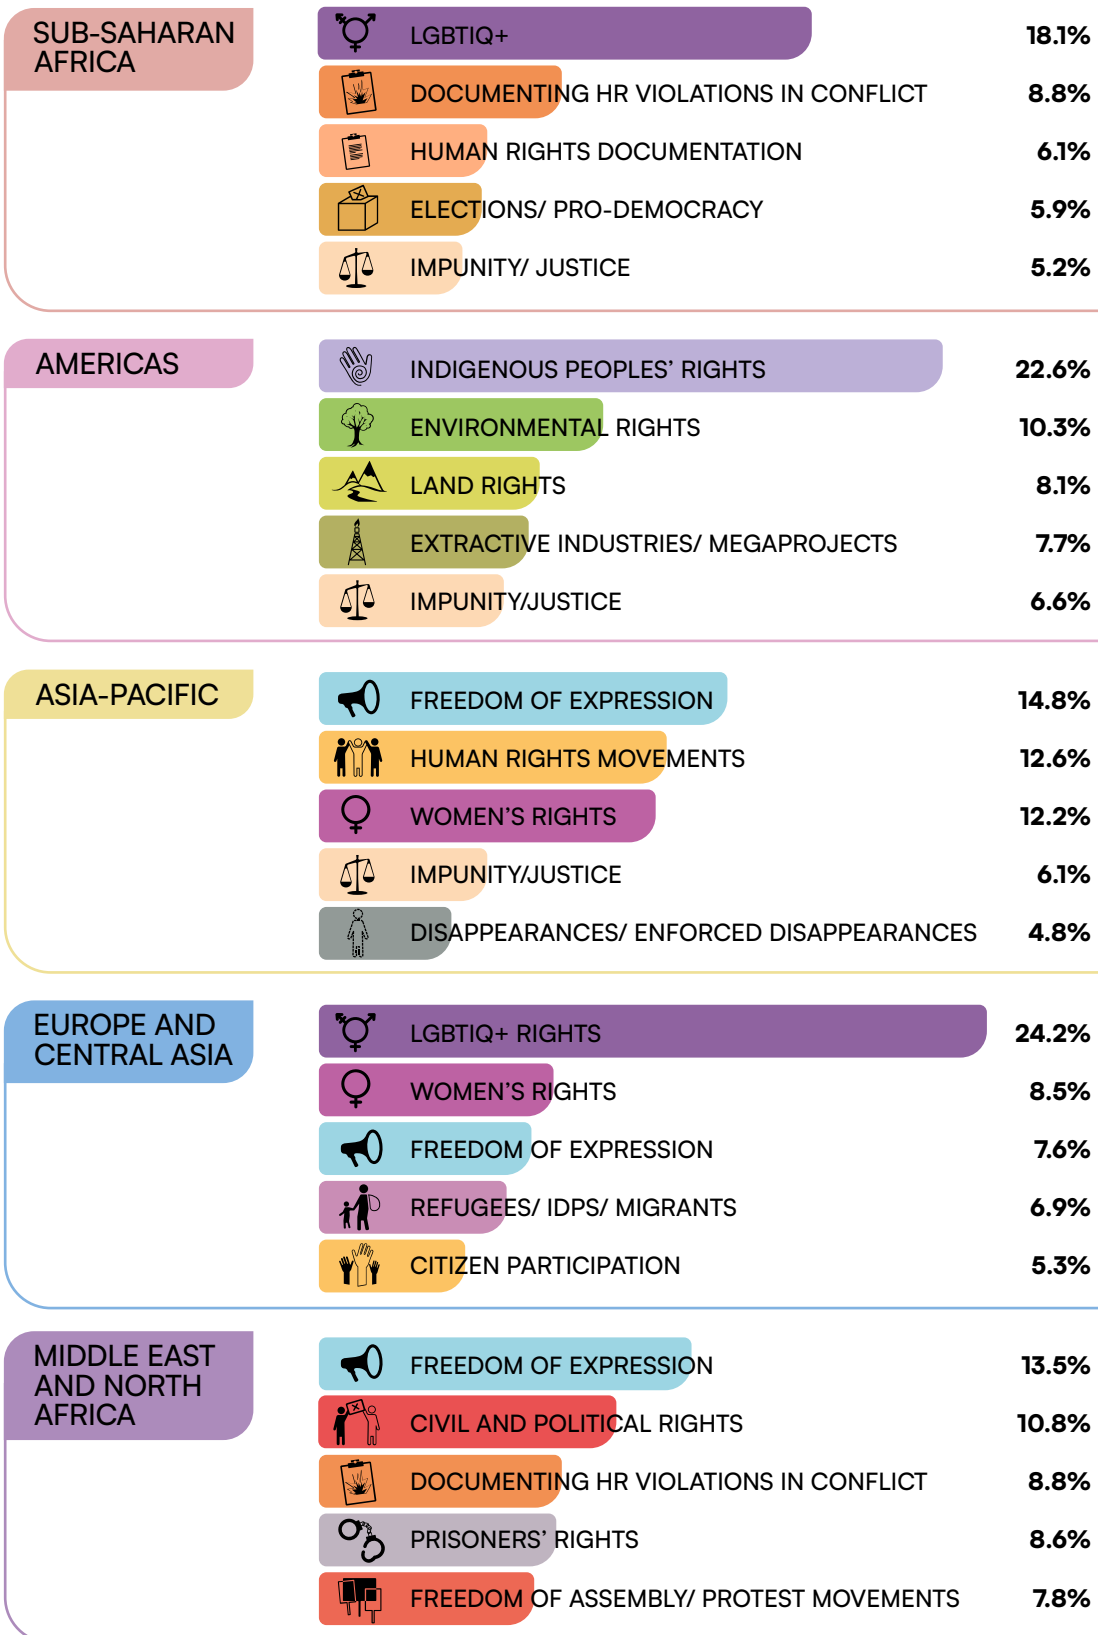 SUB-SAHARAN
AFRICA
LGBTIQ+ 18.1%
DOCUMENTING HR VIOLATIONS IN CONFLICT 8.8%
HUMAN RIGHTS DOCUMENTATION 6.1%
ELECTIONS/ PRO-DEMOCRACY 5.9%
IMPUNITY/ JUSTICE 5.2%
AMERICAS
INDIGENOUS PEOPLES’ RIGHTS 22.6%
ENVIRONMENTAL RIGHTS 10.3%
LAND RIGHTS 8.1%
EXTRACTIVE INDUSTRIES/ MEGAPROJECTS 7.7%
IMPUNITY/JUSTICE 6.6%
ASIA-PACIFIC
FREEDOM OF EXPRESSION 14.8%
HUMAN RIGHTS MOVEMENTS 12.6%
WOMEN’S RIGHTS 12.2%
IMPUNITY/JUSTICE 6.1%
DISAPPEARANCES/ ENFORCED DISAPPEARANCES 4.8%
EUROPE AND
CENTRAL ASIA
LGBTIQ+ RIGHTS 24.2%
WOMEN’S RIGHTS 8.5%
FREEDOM OF EXPRESSION 7.6%
REFUGEES/ IDPS/ MIGRANTS 6.9%
CITIZEN PARTICIPATION 5.3%
MIDDLE EAST
AND NORTH
AFRICA
FREEDOM OF EXPRESSION 13.5%
CIVIL AND POLITICAL RIGHTS 10.8%
DOCUMENTING HR VIOLATIONS IN CONFLICT 8.8%
PRISONERS’ RIGHTS 8.6%
FREEDOM OF ASSEMBLY/ PROTEST MOVEMENTS 7.8%